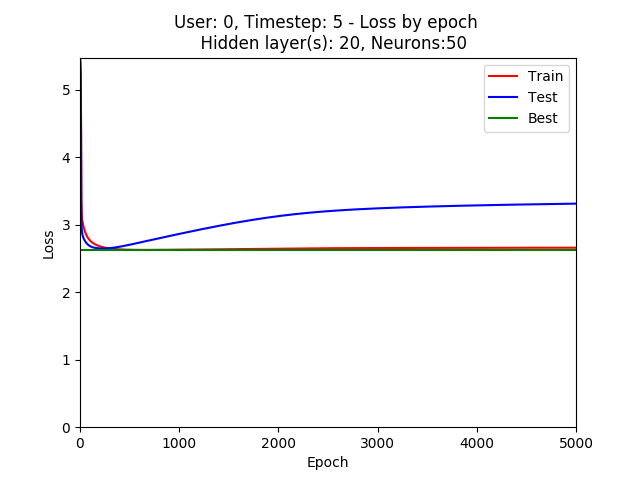 User: 0, Timestep: 5 - Loss by epoch
Hidden layer(s): 20, Neurons:50
Train
Test
Best
5
4
3
2
1
0
Loss
0 1000 2000 3000 4000 5000
Epoch